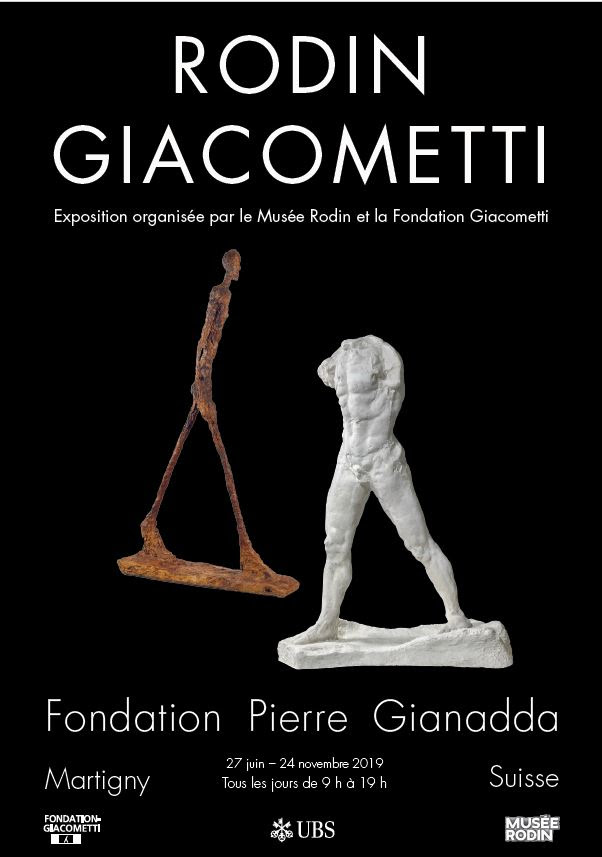 RODIN
GIACOMETTI
Exposition organisée par le Musée Rodin et la Fondation Giacometti
Fondation Pierre Gianadda
27 juin – 24 novembre 2019
Martigny
Tous les jours de 9 h à 19 h
Suisse
FONDATION-
GIACOMETTI
UBS
MUSÉE
RODIN